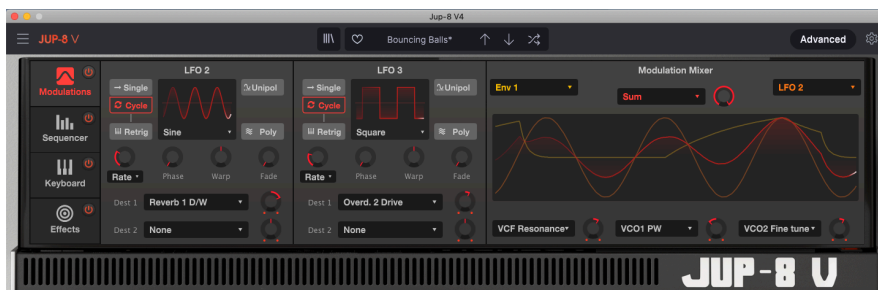 Jup-8 V4
JUP-8 V
Bouncing Balls*
Advanced
Modulations
Sequencer
Keyboard
Effects
LFO 2
Single
Cycle
Retrig
Unipol
Sine
Poly
Rate
Phase
Warp
Fade
Dest 1
Reverb 1 D/W
Dest 2
None
LFO 3
Single
Cycle
Retrig
Unipol
Square
Poly
Rate
Phase
Warp
Fade
Dest 1
Overd. 2 Drive
Dest 2
None
Modulation Mixer
Env 1
Sum
LFO 2
VCF Resonance
VCO1 PW
VCO2 Fine tune
JUP-8 V